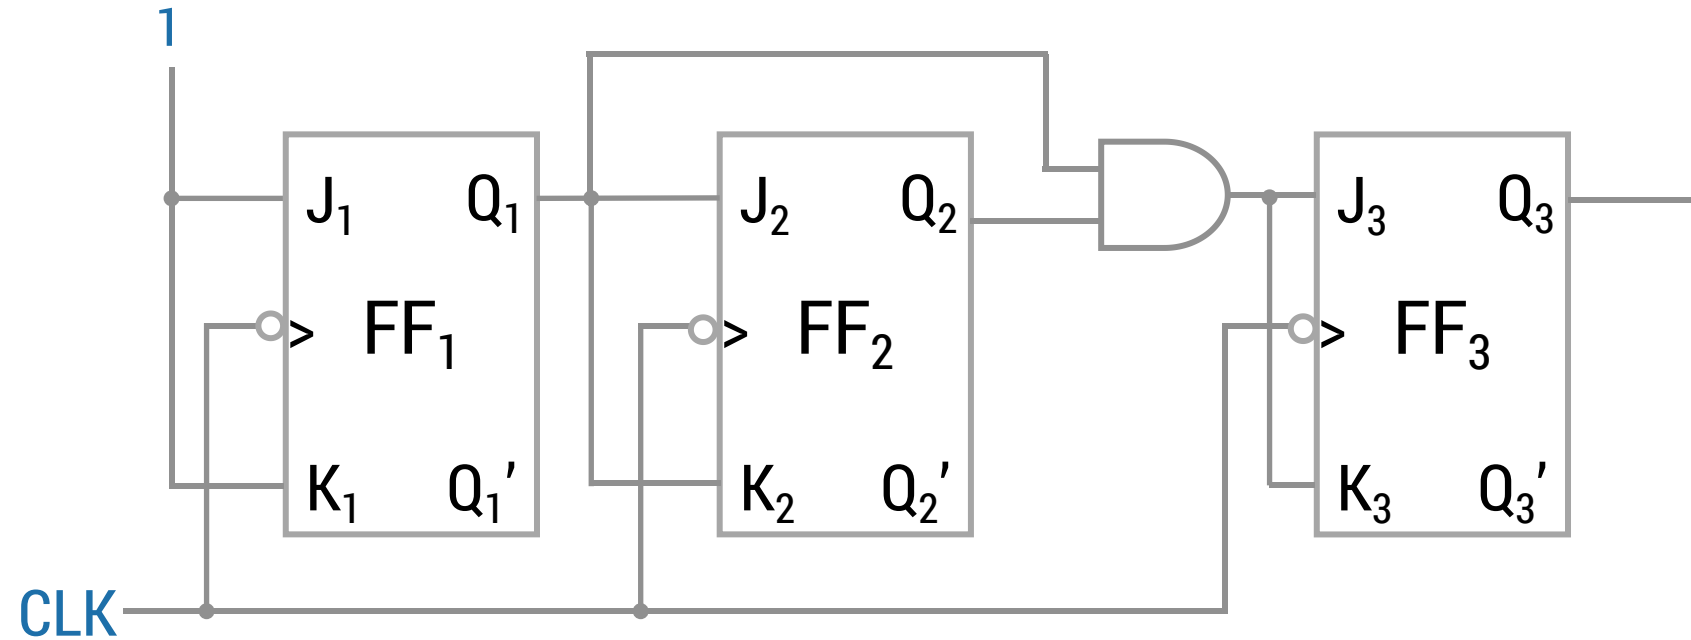 1
J₁ Q₁ J₂ Q₂ J₃ Q₃
> FF₁ > FF₂ > FF₃
K₁ Q₁’ K₂ Q₂’ K₃ Q₃’
CLK